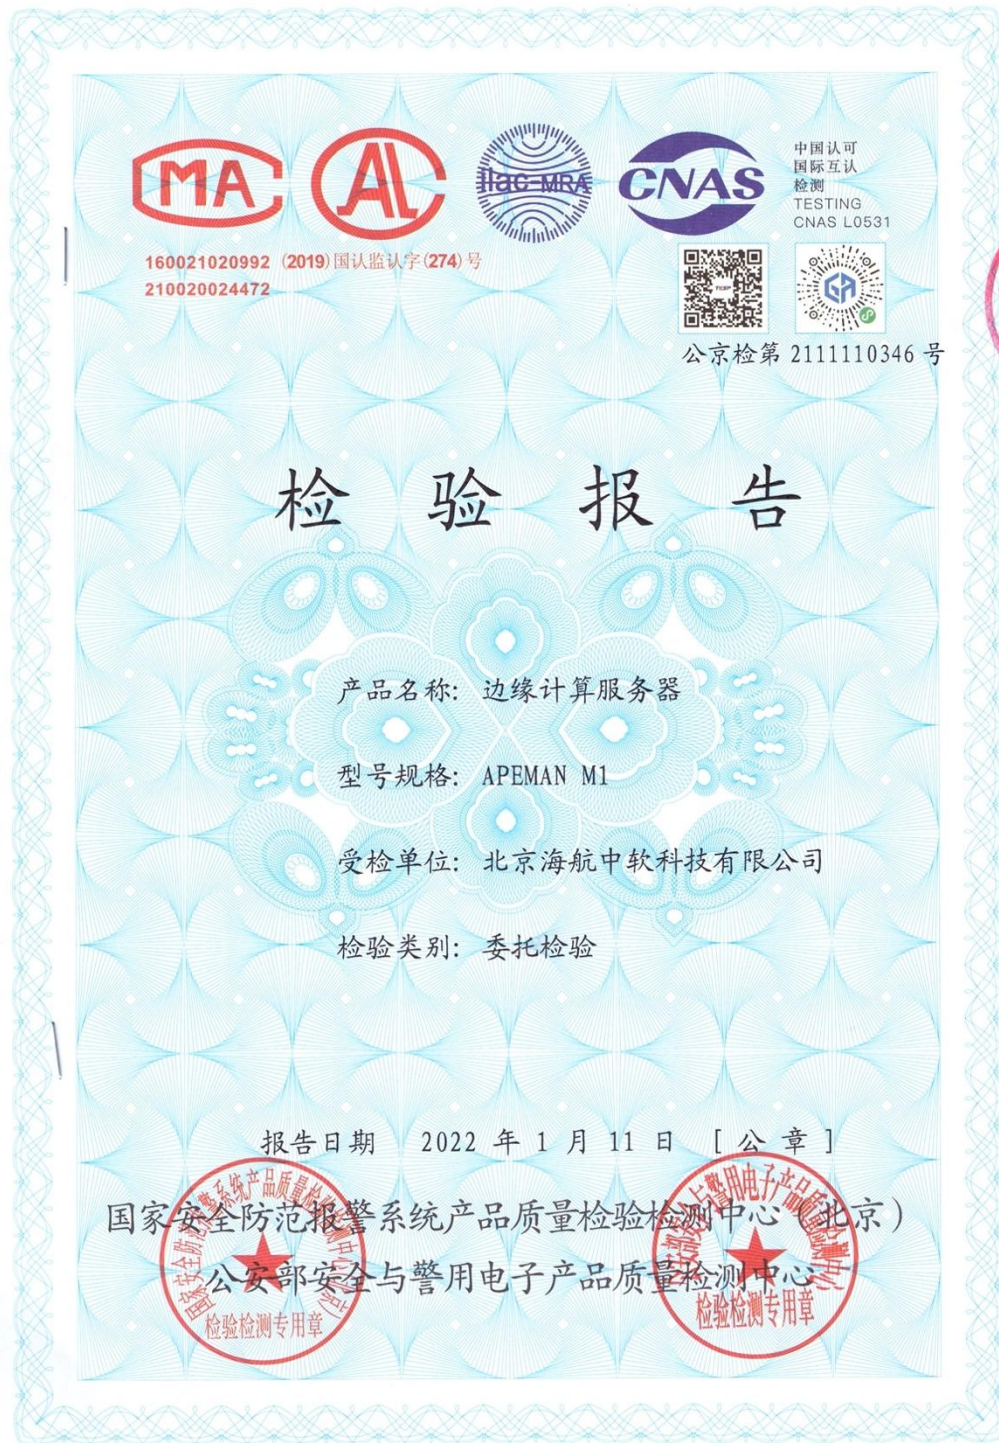 MA
AL
ilac-MRA
CNAS
中国认可
国际互认
检测
TESTING
CNAS L0531
160021020992 (2019)国认监认字(274)号
210020024472
公京检第 2111110346 号
检验报告
产品名称: 边缘计算服务器
型号规格: APEMAN M1
受检单位: 北京海航中软科技有限公司
检验类别: 委托检验
报告日期 2022 年 1 月 11 日 [公章]
国家安全防范报警系统产品质量检验检测中心（北京）
公安部安全与警用电子产品质量检测中心
检验检测专用章
检验检测专用章